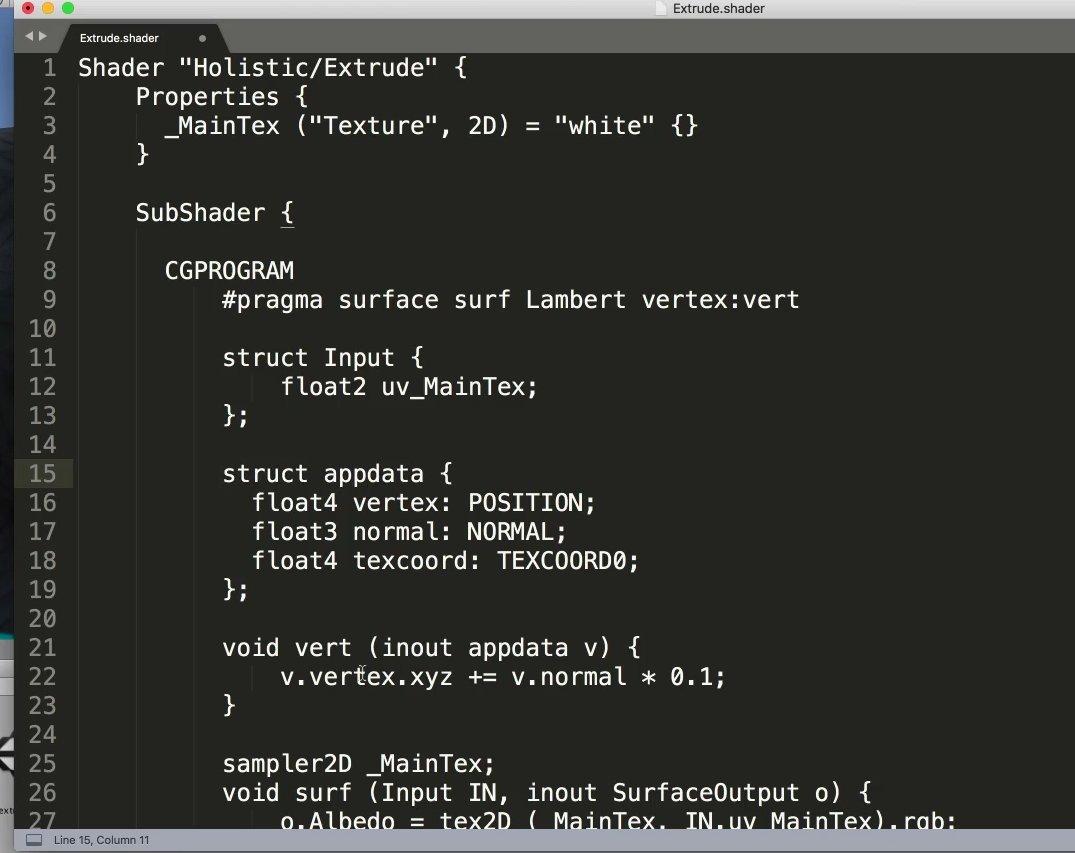 Extrude.shader
Extrude.shader
1 Shader "Holistic/Extrude" {
2 Properties {
3 _MainTex ("Texture", 2D) = "white" {}
4 }
5
6 SubShader {
7
8 CGPROGRAM
9 #pragma surface surf Lambert vertex:vert
10
11 struct Input {
12 float2 uv_MainTex;
13 };
14
15 struct appdata {
16 float4 vertex: POSITION;
17 float3 normal: NORMAL;
18 float4 texcoord: TEXCOORD0;
19 };
20
21 void vert (inout appdata v) {
22 v.vertex.xyz += v.normal * 0.1;
23 }
24
25 sampler2D _MainTex;
26 void surf (Input IN, inout SurfaceOutput o) {
27 o.Albedo = tex2D (_MainTex, IN.uv_MainTex).rgb;
Line 15, Column 11